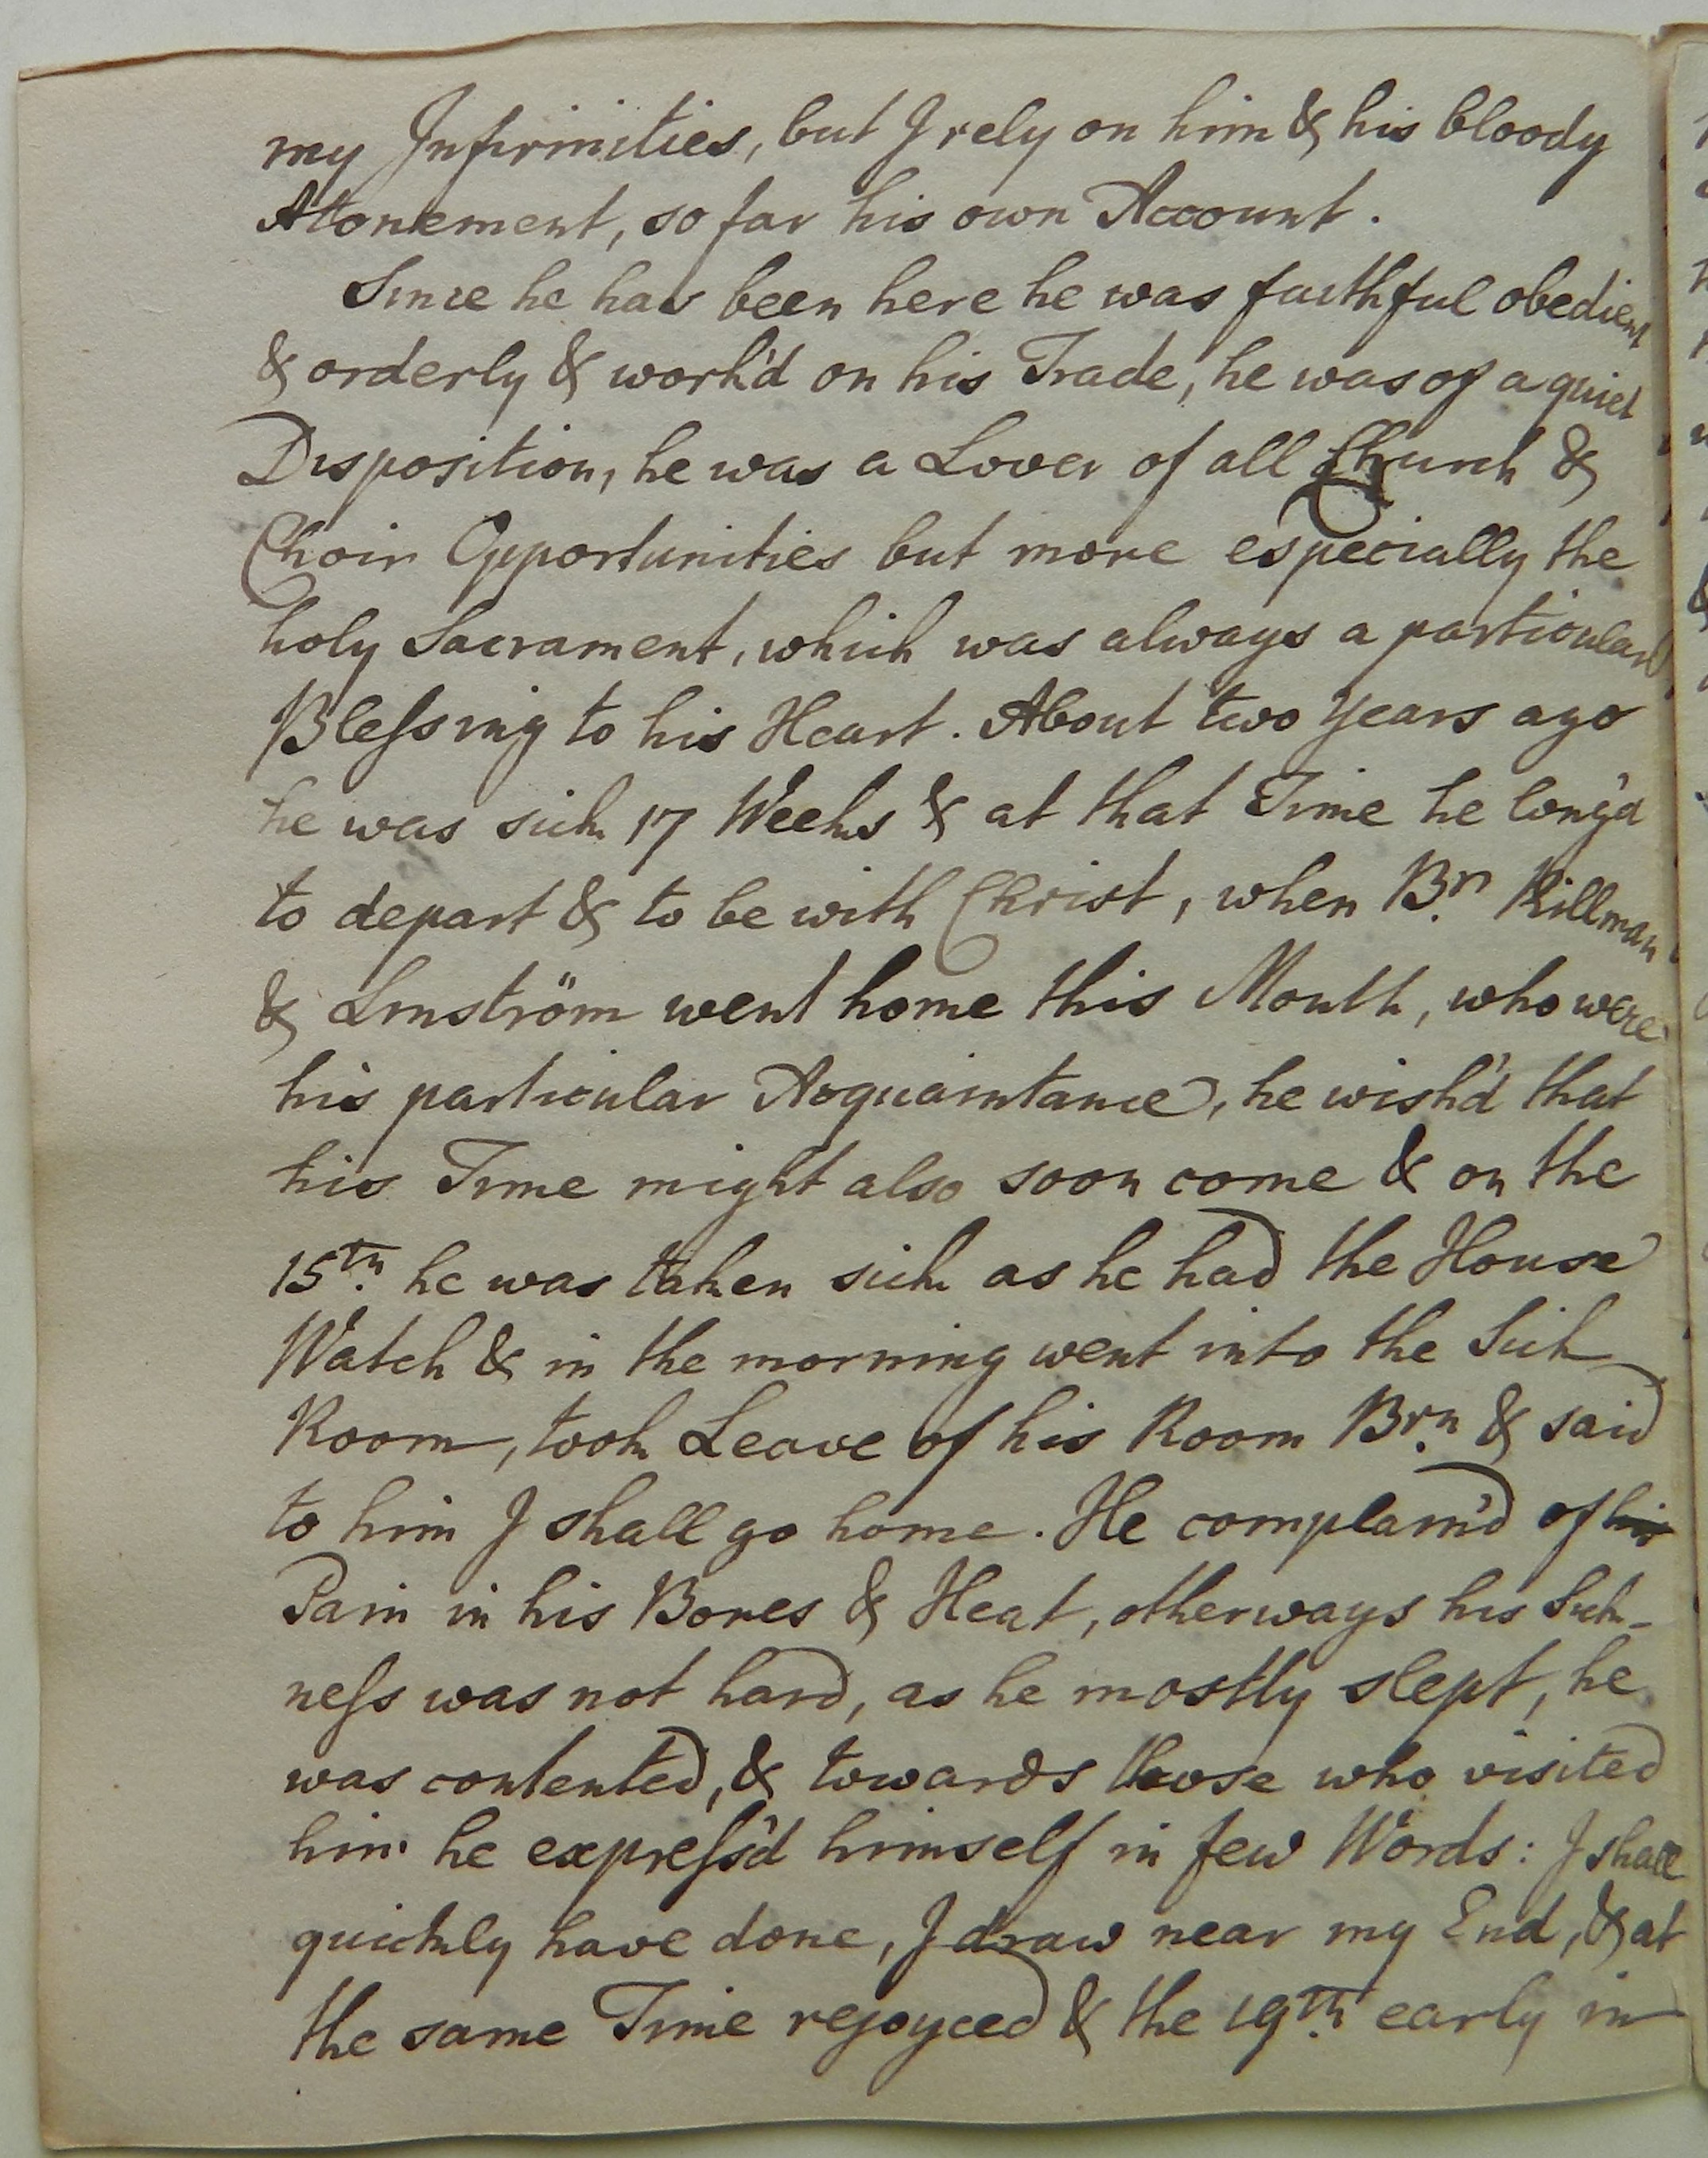 my Infirmities, but I rely on him & his bloody
Atonement, so far his own Account.
Since he has been here he was faithful obedient
& orderly & work'd on his Trade, he was of a quiet
Disposition, he was a Lover of all Church &
Choir Opportunities but more especially the
holy Sacrament, which was always a particular
Bleſsing to his Heart. About two Years ago
he was sick 17 Weeks & at that Time he long'd
to depart & to be with Christ, when Brn Killman
& Linström went home this Month, who were
his particular Acquaintance, he wish'd that
his Time might also soon come & on the
15th. he was taken sick as he had the House
Watch & in the morning went into the Sick
Room, took Leave of his Room Brn. & said
to him I shall go home. He complain'd of his
Pain in his Bones & Heat, otherways his Sick-
neſs was not hard, as he mostly slept, he
was contented, & towards those who visited
him he expreſs'd himself in few Words: I shall
quickly have done, I draw near my End, & at
the same Time rejoyced & the 19th. early in